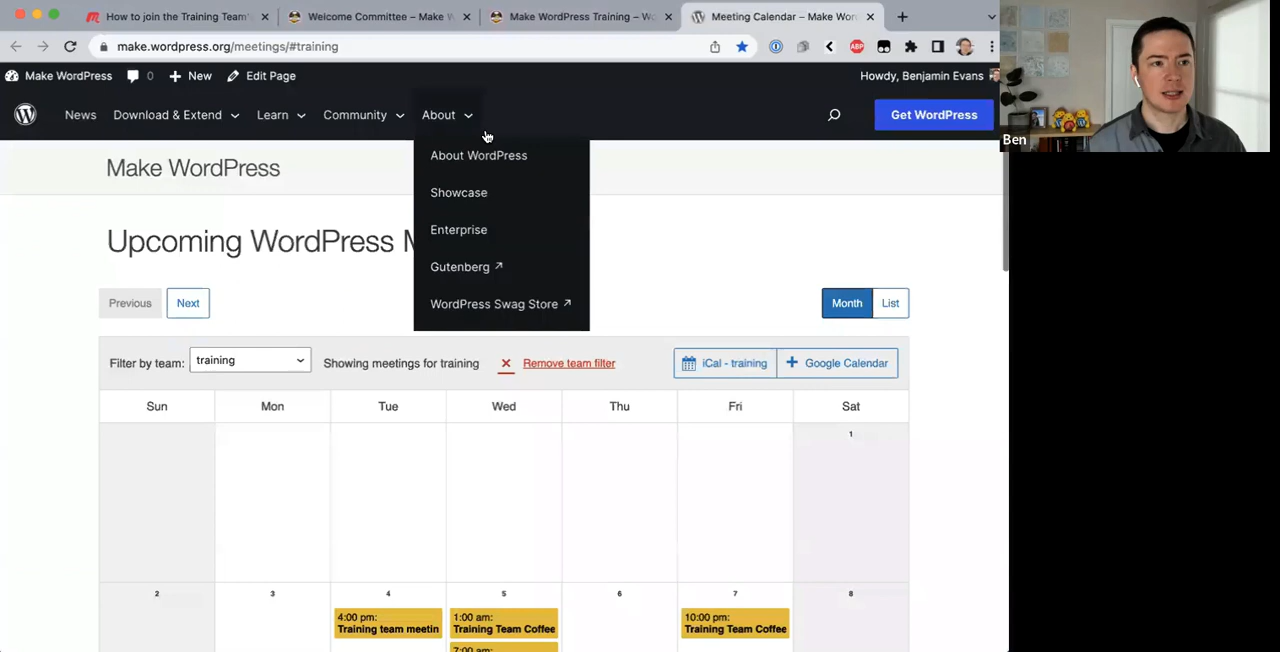 How to join the Training Team'
Welcome Committee – Make W
Make WordPress Training – Wo
Meeting Calendar – Make Wor
make.wordpress.org/meetings/#training
ABP
Make WordPress 0 New Edit Page
Howdy, Benjamin Evans
News Download & Extend Learn Community About
Get WordPress
Ben
About WordPress
Showcase
Enterprise
Gutenberg
WordPress Swag Store
Make WordPress
Upcoming WordPress M
Previous Next
Month List
Filter by team: training Showing meetings for training Remove team filter
iCal - training Google Calendar
Sun Mon Tue Wed Thu Fri Sat
1
2 3 4 5 6 7 8
4:00 pm:
Training team meetin
1:00 am:
Training Team Coffee
7:00 am:
10:00 pm:
Training Team Coffee